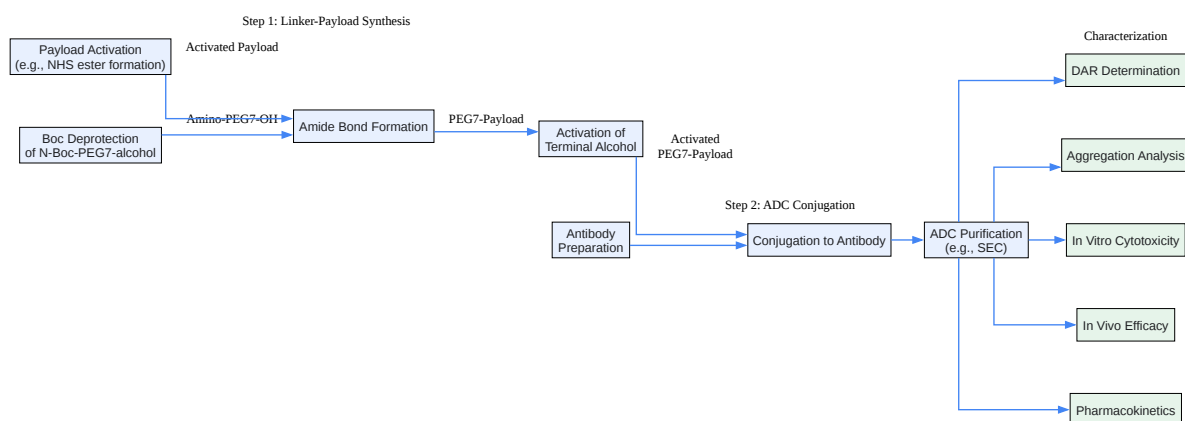 Step 1: Linker-Payload Synthesis
Payload Activation
(e.g., NHS ester formation)
Activated Payload
Amino-PEG7-OH
Boc Deprotection
of N-Boc-PEG7-alcohol
Amide Bond Formation
PEG7-Payload
Activation of
Terminal Alcohol
Activated
PEG7-Payload
Step 2: ADC Conjugation
Antibody
Preparation
Conjugation to Antibody
ADC Purification
(e.g., SEC)
Characterization
DAR Determination
Aggregation Analysis
In Vitro Cytotoxicity
In Vivo Efficacy
Pharmacokinetics